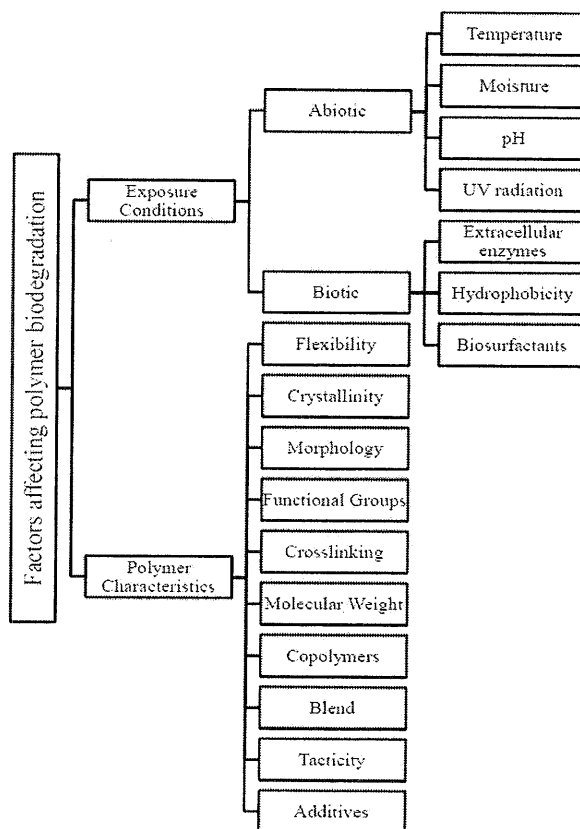 Factors affecting polymer biodegradation
Exposure
Conditions
Abiotic
Temperature
Moisture
pH
UV radiation
Biotic
Extracellular
enzymes
Hydrophobicity
Biosurfactants
Polymer
Characteristics
Flexibility
Crystallinity
Morphology
Functional Groups
Crosslinking
Molecular Weight
Copolymers
Blend
Tacticity
Additives